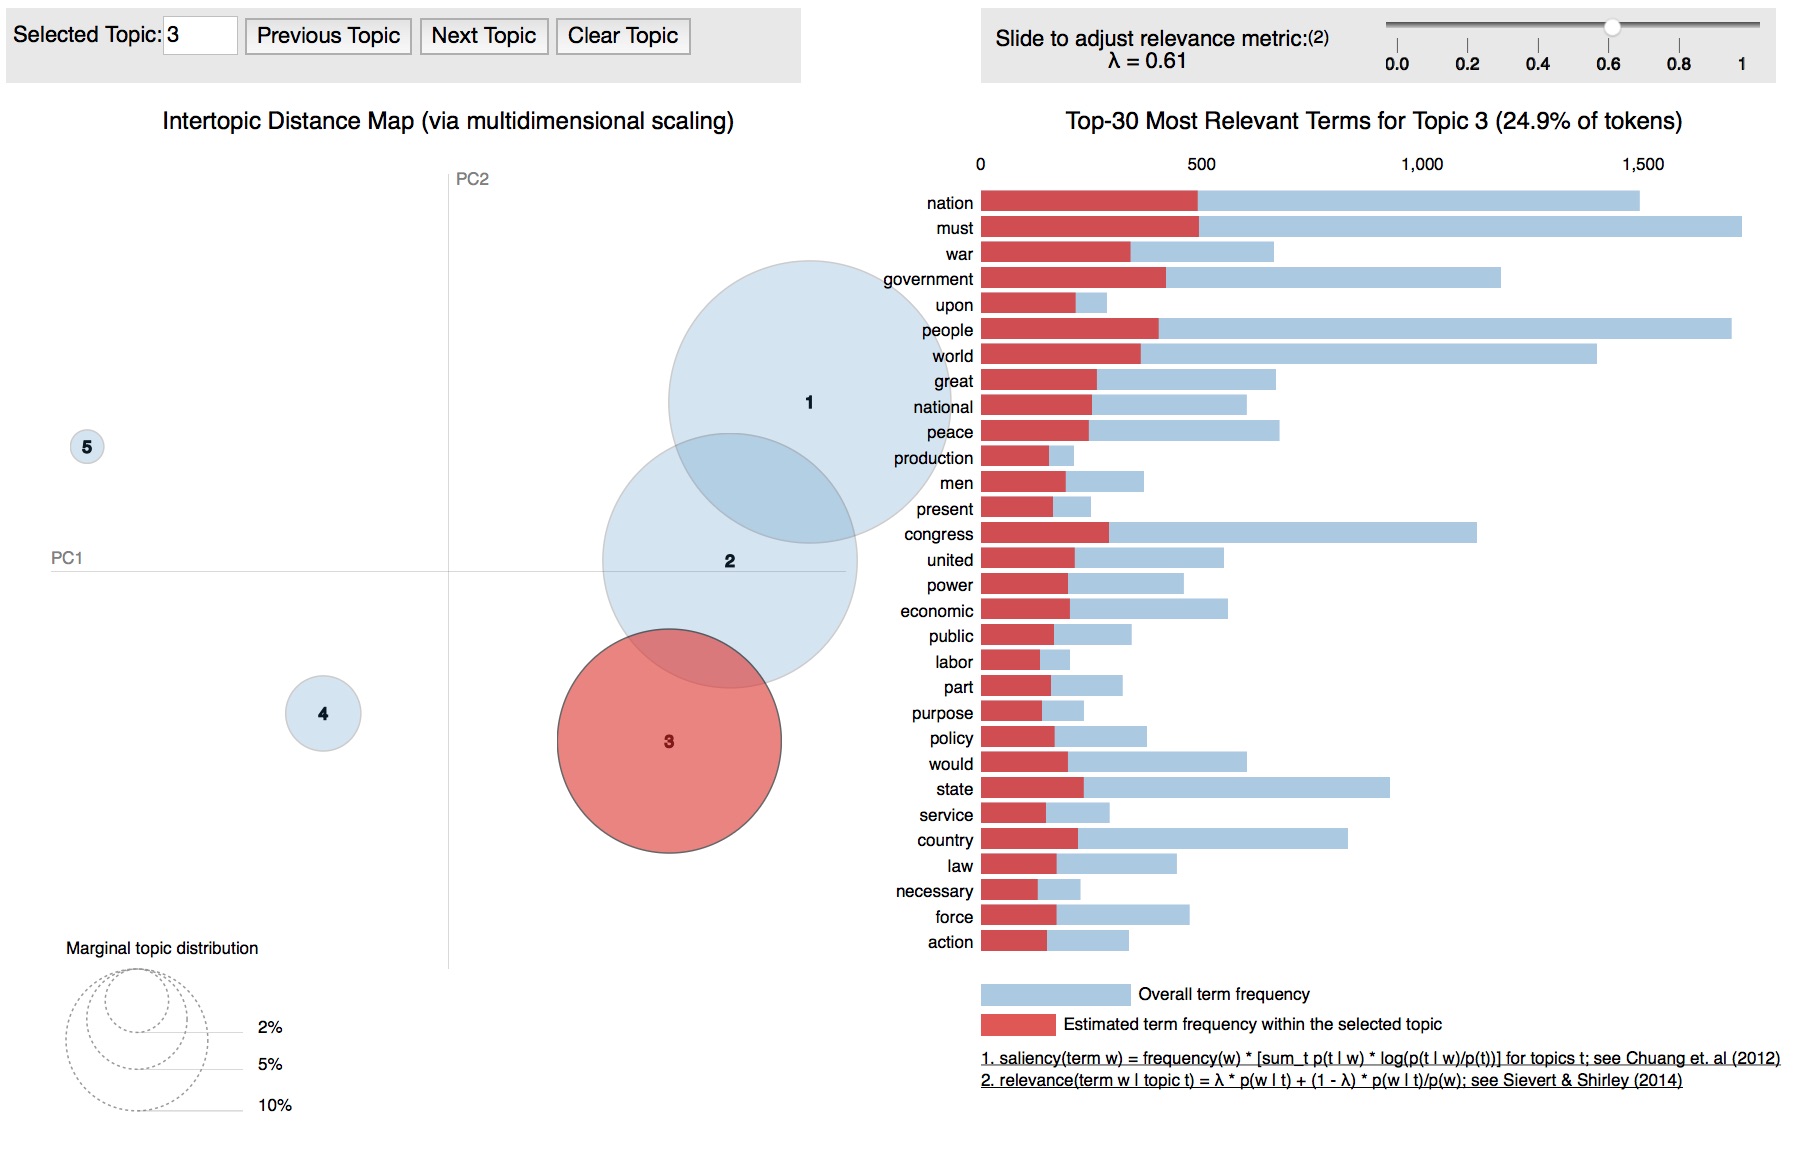 Selected Topic: 3 Previous Topic Next Topic Clear Topic
Slide to adjust relevance metric:(2)
λ = 0.61
0.0 0.2 0.4 0.6 0.8 1
Intertopic Distance Map (via multidimensional scaling)
PC2
PC1
1
2
3
4
5
Marginal topic distribution
2%
5%
10%
Top-30 Most Relevant Terms for Topic 3 (24.9% of tokens)
0 500 1,000 1,500
nation
must
war
government
upon
people
world
great
national
peace
production
men
present
congress
united
power
economic
public
labor
part
purpose
policy
would
state
service
country
law
necessary
force
action
Overall term frequency
Estimated term frequency within the selected topic
1. saliency(term w) = frequency(w) * [sum_t p(t | w) * log(p(t | w)/p(t))] for topics t; see Chuang et. al (2012)
2. relevance(term w | topic t) = λ * p(w | t) + (1 - λ) * p(w | t)/p(w); see Sievert & Shirley (2014)